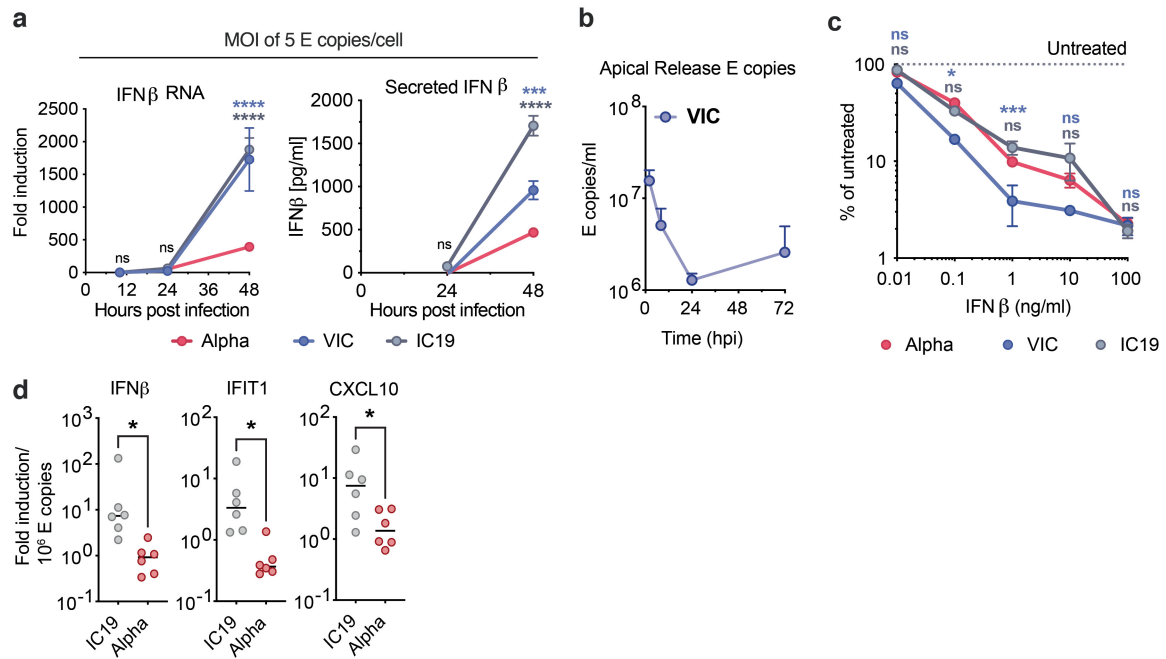 a
MOI of 5 E copies/cell
IFNβ RNA
Fold induction
2500
2000
1500
1000
500
0
0 12 24 36 48
Hours post infection
ns
ns
****
****
Secreted IFN β
IFNβ [pg/ml]
2000
1500
1000
500
0
0 24 48
Hours post infection
ns
***
****
Alpha VIC IC19
b
Apical Release E copies
VIC
E copies/ml
10⁸
10⁷
10⁶
0 24 48 72
Time (hpi)
c
Untreated
% of untreated
100
10
1
ns
ns
*
ns
***
ns
ns
ns
ns
ns
0.01 0.1 1 10 100
IFN β (ng/ml)
Alpha VIC IC19
d
Fold induction/
10⁶ E copies
IFNβ
10³
10²
10¹
10⁰
10⁻¹
*
IC19 Alpha
IFIT1
10²
10¹
10⁰
10⁻¹
*
IC19 Alpha
CXCL10
10²
10¹
10⁰
10⁻¹
*
IC19 Alpha